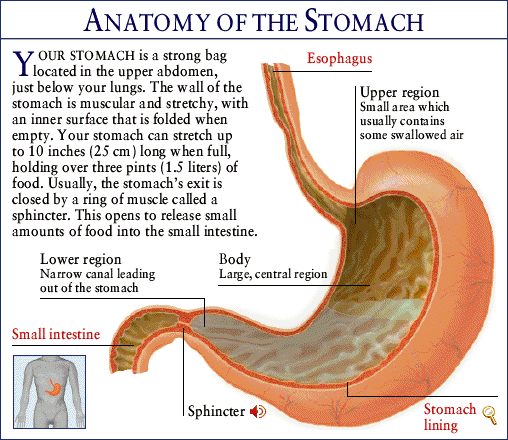 ANATOMY OF THE STOMACH
YOUR STOMACH is a strong bag
located in the upper abdomen,
just below your lungs. The wall of the
stomach is muscular and stretchy, with
an inner surface that is folded when
empty. Your stomach can stretch up
to 10 inches (25 cm) long when full,
holding over three pints (1.5 liters) of
food. Usually, the stomach's exit is
closed by a ring of muscle called a
sphincter. This opens to release small
amounts of food into the small intestine.
Esophagus
Upper region
Small area which
usually contains
some swallowed air
Lower region
Narrow canal leading
out of the stomach
Body
Large, central region
Small intestine
Sphincter
Stomach
lining